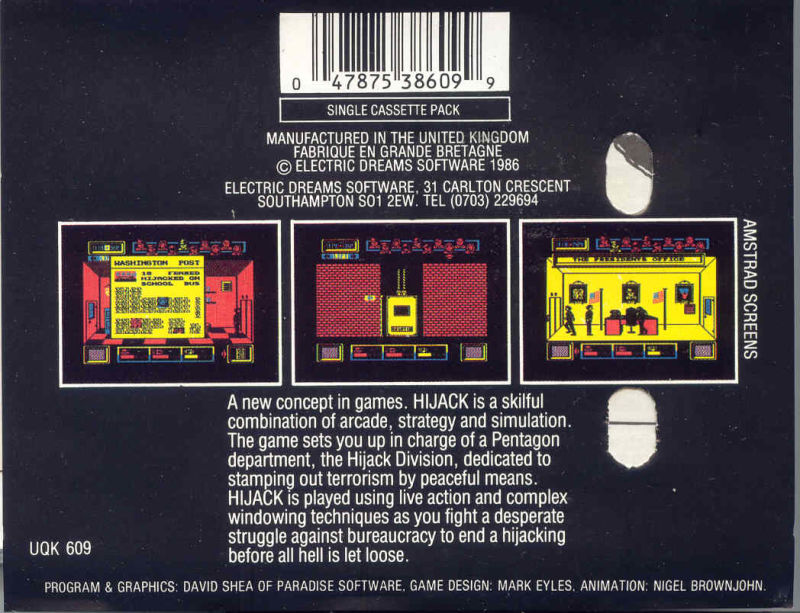 0 47875 38609 9
SINGLE CASSETTE PACK
MANUFACTURED IN THE UNITED KINGDOM
FABRIQUE EN GRANDE BRETAGNE
© ELECTRIC DREAMS SOFTWARE 1986
ELECTRIC DREAMS SOFTWARE, 31 CARLTON CRESCENT
SOUTHAMPTON SO1 2EW. TEL (0703) 229694
WASHINGTON POST
18 FEARED
HIJACKED ON
SCHOOL BUS
THE PRESIDENTS OFFICE
AMSTRAD SCREENS
A new concept in games. HIJACK is a skilful
combination of arcade, strategy and simulation.
The game sets you up in charge of a Pentagon
department, the Hijack Division, dedicated to
stamping out terrorism by peaceful means.
HIJACK is played using live action and complex
windowing techniques as you fight a desperate
struggle against bureaucracy to end a hijacking
before all hell is let loose.
UQK 609
PROGRAM & GRAPHICS: DAVID SHEA OF PARADISE SOFTWARE, GAME DESIGN: MARK EYLES, ANIMATION: NIGEL BROWNJOHN.